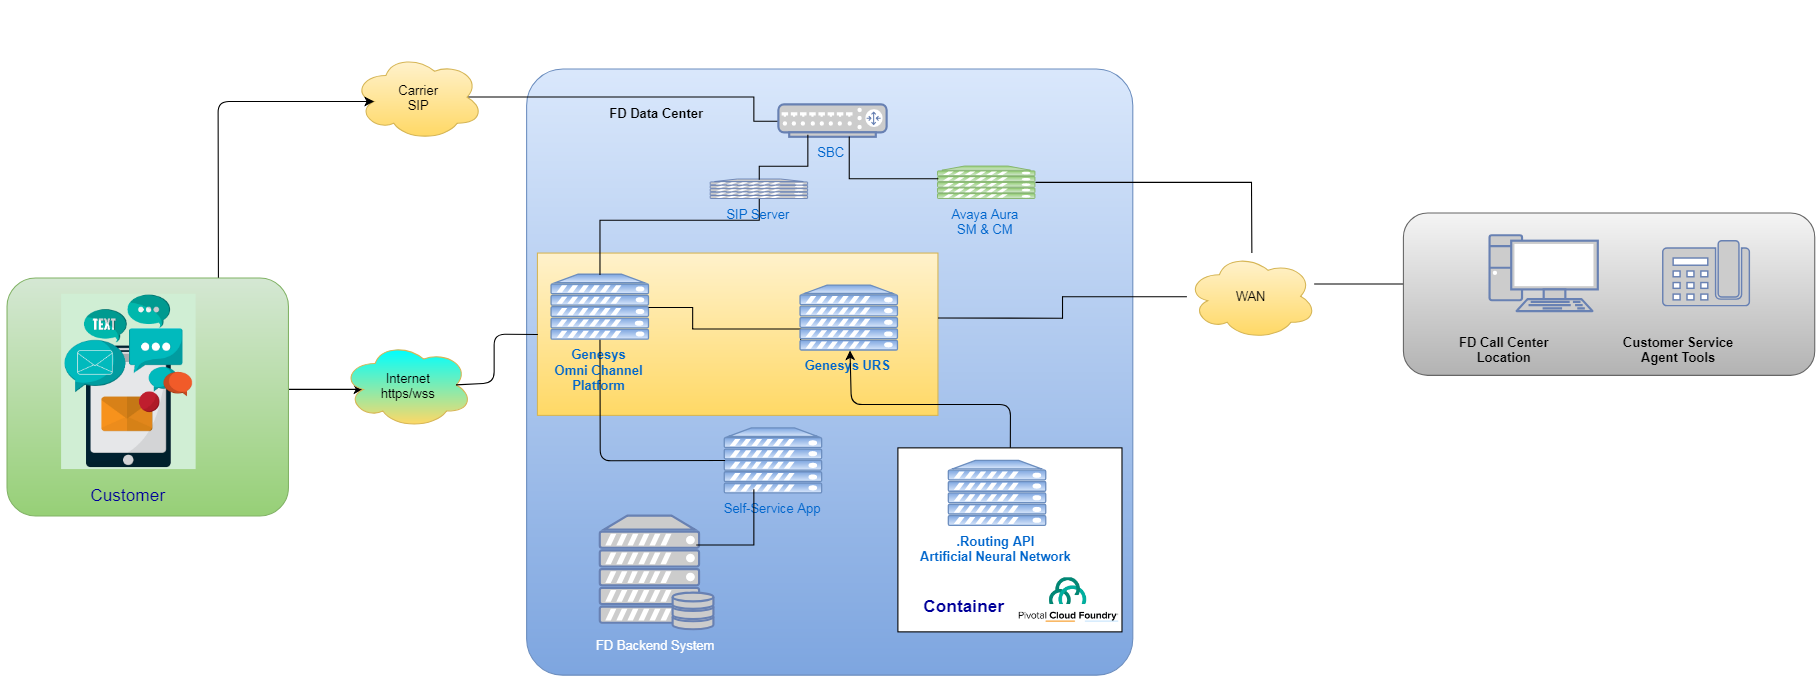 Carrier
SIP
FD Data Center
SBC
SIP Server
Avaya Aura
SM & CM
TEXT
Customer
Internet
https/wss
Genesys
Omni Channel
Platform
Genesys URS
WAN
FD Call Center
Location
Customer Service
Agent Tools
Self-Service App
FD Backend System
.Routing API
Artificial Neural Network
Container
Pivotal Cloud Foundry